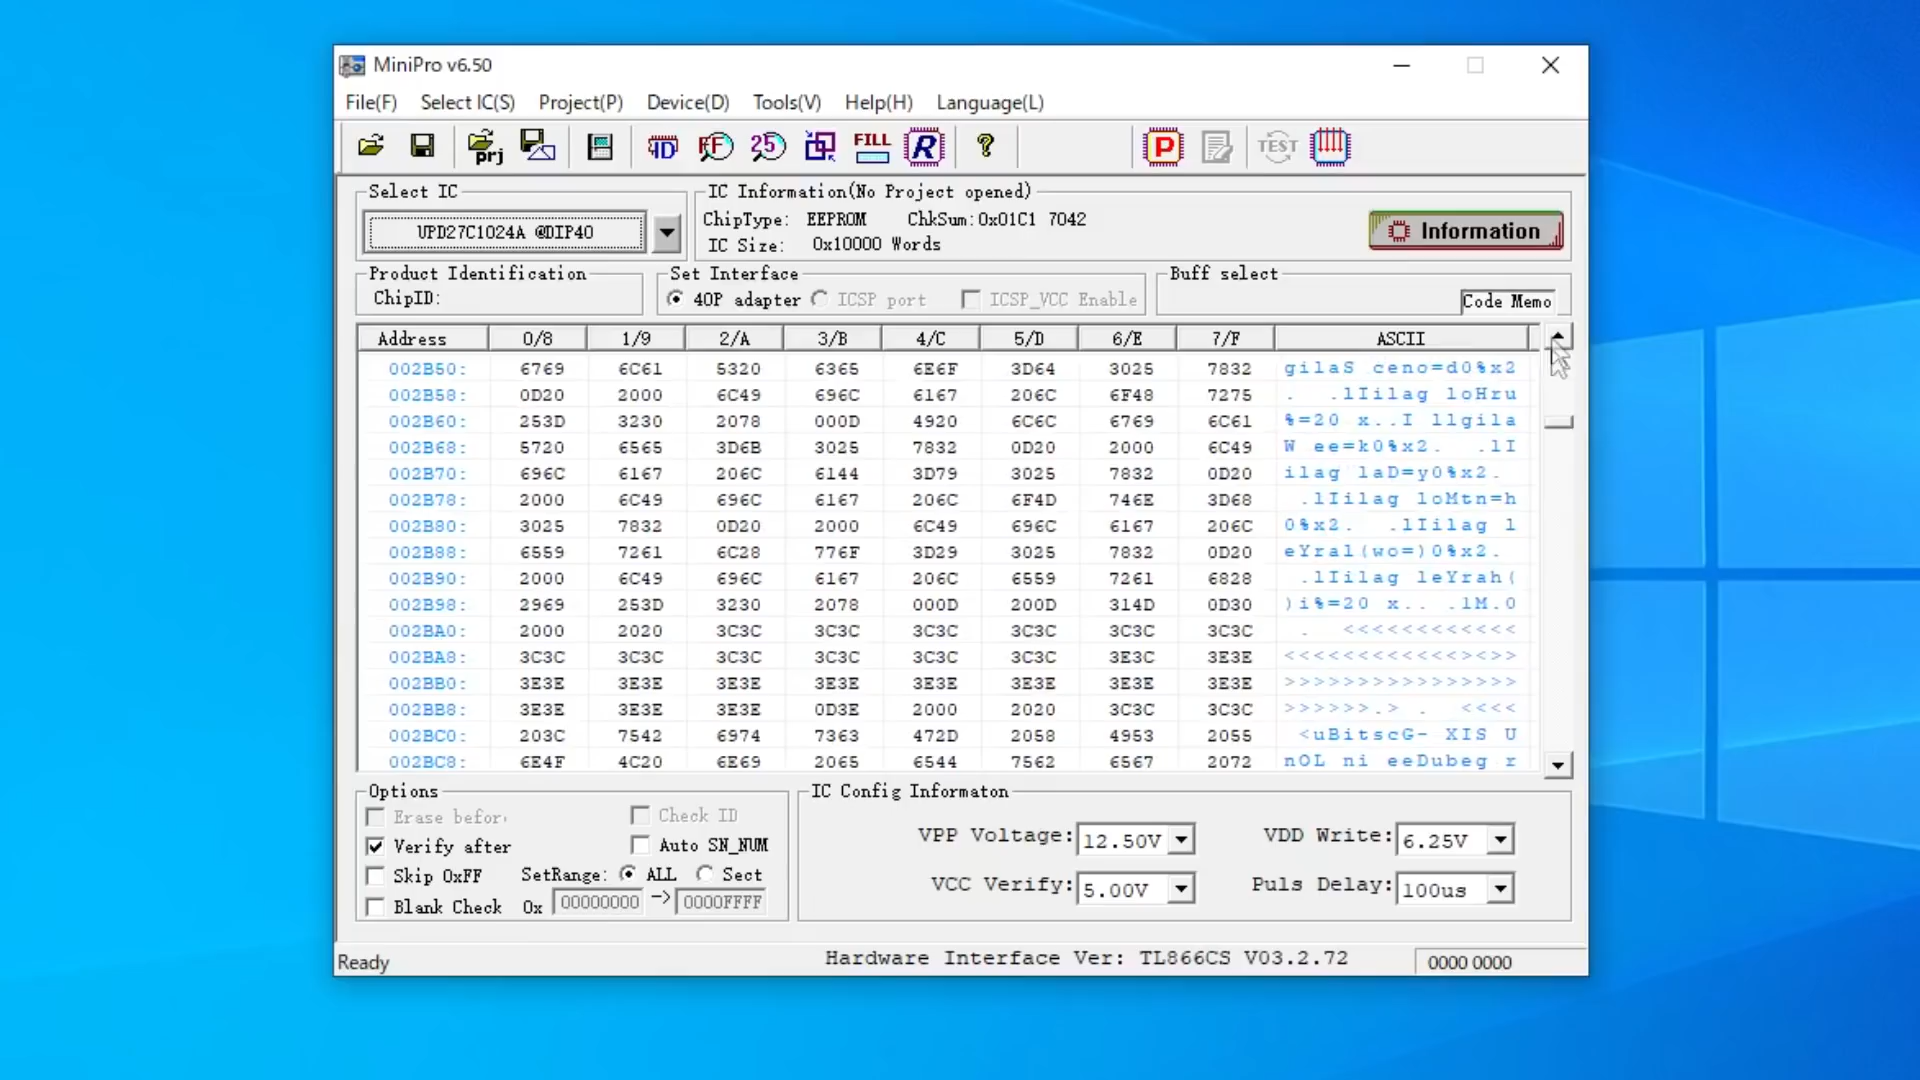 MiniPro v6.50
File(F) Select IC(S) Project(P) Device(D) Tools(V) Help(H) Language(L)
prj ID FF 25 FILL R ? P TEST
Select IC
UPD27C1024A @DIP40
IC Information(No Project opened)
ChipType: EEPROM ChkSum:0x01C1 7042
IC Size: 0x10000 Words
Information
Product Identification
ChipID:
Set Interface
40P adapter ICSP port ICSP_VCC Enable
Buff select
Code Memo
Address 0/8 1/9 2/A 3/B 4/C 5/D 6/E 7/F ASCII
002B50: 6769 6C61 5320 6365 6E6F 3D64 3025 7832 gilaS ceno=d0%x2
002B58: 0D20 2000 6C49 696C 6167 206C 6F48 7275 . .lIilag loHru
002B60: 253D 3230 2078 000D 4920 6C6C 6769 6C61 %=20 x..I llgila
002B68: 5720 6565 3D6B 3025 7832 0D20 2000 6C49 W ee=k0%x2. .lI
002B70: 696C 6167 206C 6144 3D79 3025 7832 0D20 ilag laD=y0%x2.
002B78: 2000 6C49 696C 6167 206C 6F4D 746E 3D68 .lIilag loMtn=h
002B80: 3025 7832 0D20 2000 6C49 696C 6167 206C 0%x2. .lIilag l
002B88: 6559 7261 6C28 776F 3D29 3025 7832 0D20 eYral(wo=)0%x2.
002B90: 2000 6C49 696C 6167 206C 6559 7261 6828 .lIilag leYrah(
002B98: 2969 253D 3230 2078 000D 200D 314D 0D30 )i%=20 x.. .1M.0
002BA0: 2000 2020 3C3C 3C3C 3C3C 3C3C 3C3C 3C3C . <<<<<<<<<<<<
002BA8: 3C3C 3C3C 3C3C 3C3C 3C3C 3C3C 3E3C 3E3E <<<<<<<<<<<<<><>>
002BB0: 3E3E 3E3E 3E3E 3E3E 3E3E 3E3E 3E3E 3E3E >>>>>>>>>>>>>>>>
002BB8: 3E3E 3E3E 3E3E 0D3E 2000 2020 3C3C 3C3C >>>>>>.> . <<<<
002BC0: 203C 7542 6974 7363 472D 2058 4953 2055 <uBitscG- XIS U
002BC8: 6E4F 4C20 6E69 2065 6544 7562 6567 2072 nOL ni eeDubeg r
Options
Erase befor Check ID
Verify after Auto SN_NUM
Skip 0xFF SetRange: ALL Sect
Blank Check 0x 00000000 -> 0000FFFF
IC Config Informaton
VPP Voltage: 12.50V VDD Write: 6.25V
VCC Verify: 5.00V Puls Delay: 100us
Ready Hardware Interface Ver: TL866CS V03.2.72 0000 0000